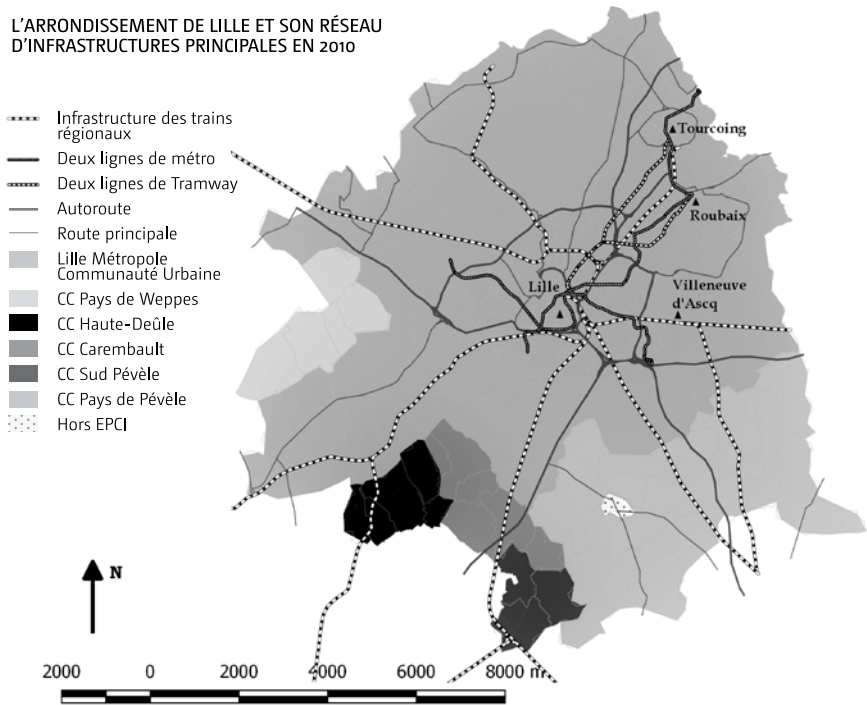 L'ARRONDISSEMENT DE LILLE ET SON RÉSEAU
D'INFRASTRUCTURES PRINCIPALES EN 2010
Infrastructure des trains
régionaux
Deux lignes de métro
Deux lignes de Tramway
Autoroute
Route principale
Lille Métropole
Communauté Urbaine
CC Pays de Weppes
CC Haute-Deûle
CC Carembault
CC Sud Pévèle
CC Pays de Pévèle
Hors EPCI
Tourcoing
Roubaix
Lille
Villeneuve
d'Ascq
N
2000 0 2000 4000 6000 8000 m